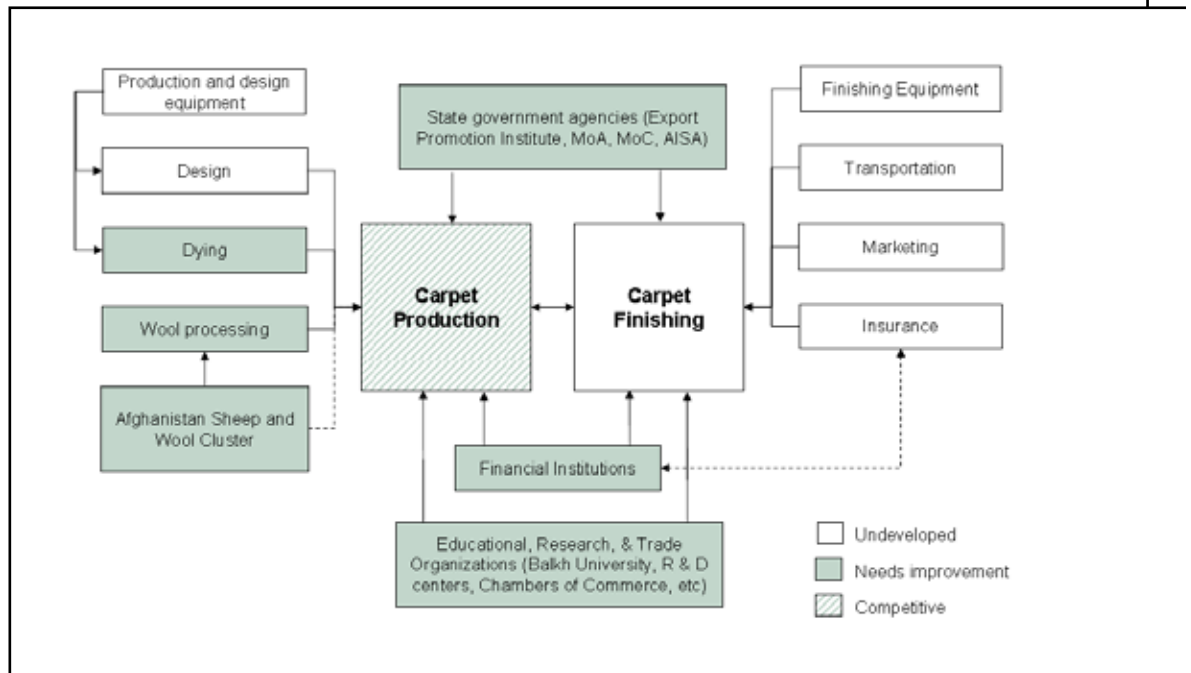 Production and design
equipment
Design
Dying
Wool processing
Afghanistan Sheep and
Wool Cluster
State government agencies (Export
Promotion Institute, MoA, MoC, AISA)
Carpet
Production
Carpet
Finishing
Financial Institutions
Educational, Research, & Trade
Organizations (Balkh University, R & D
centers, Chambers of Commerce, etc)
Finishing Equipment
Transportation
Marketing
Insurance
Undeveloped
Needs improvement
Competitive